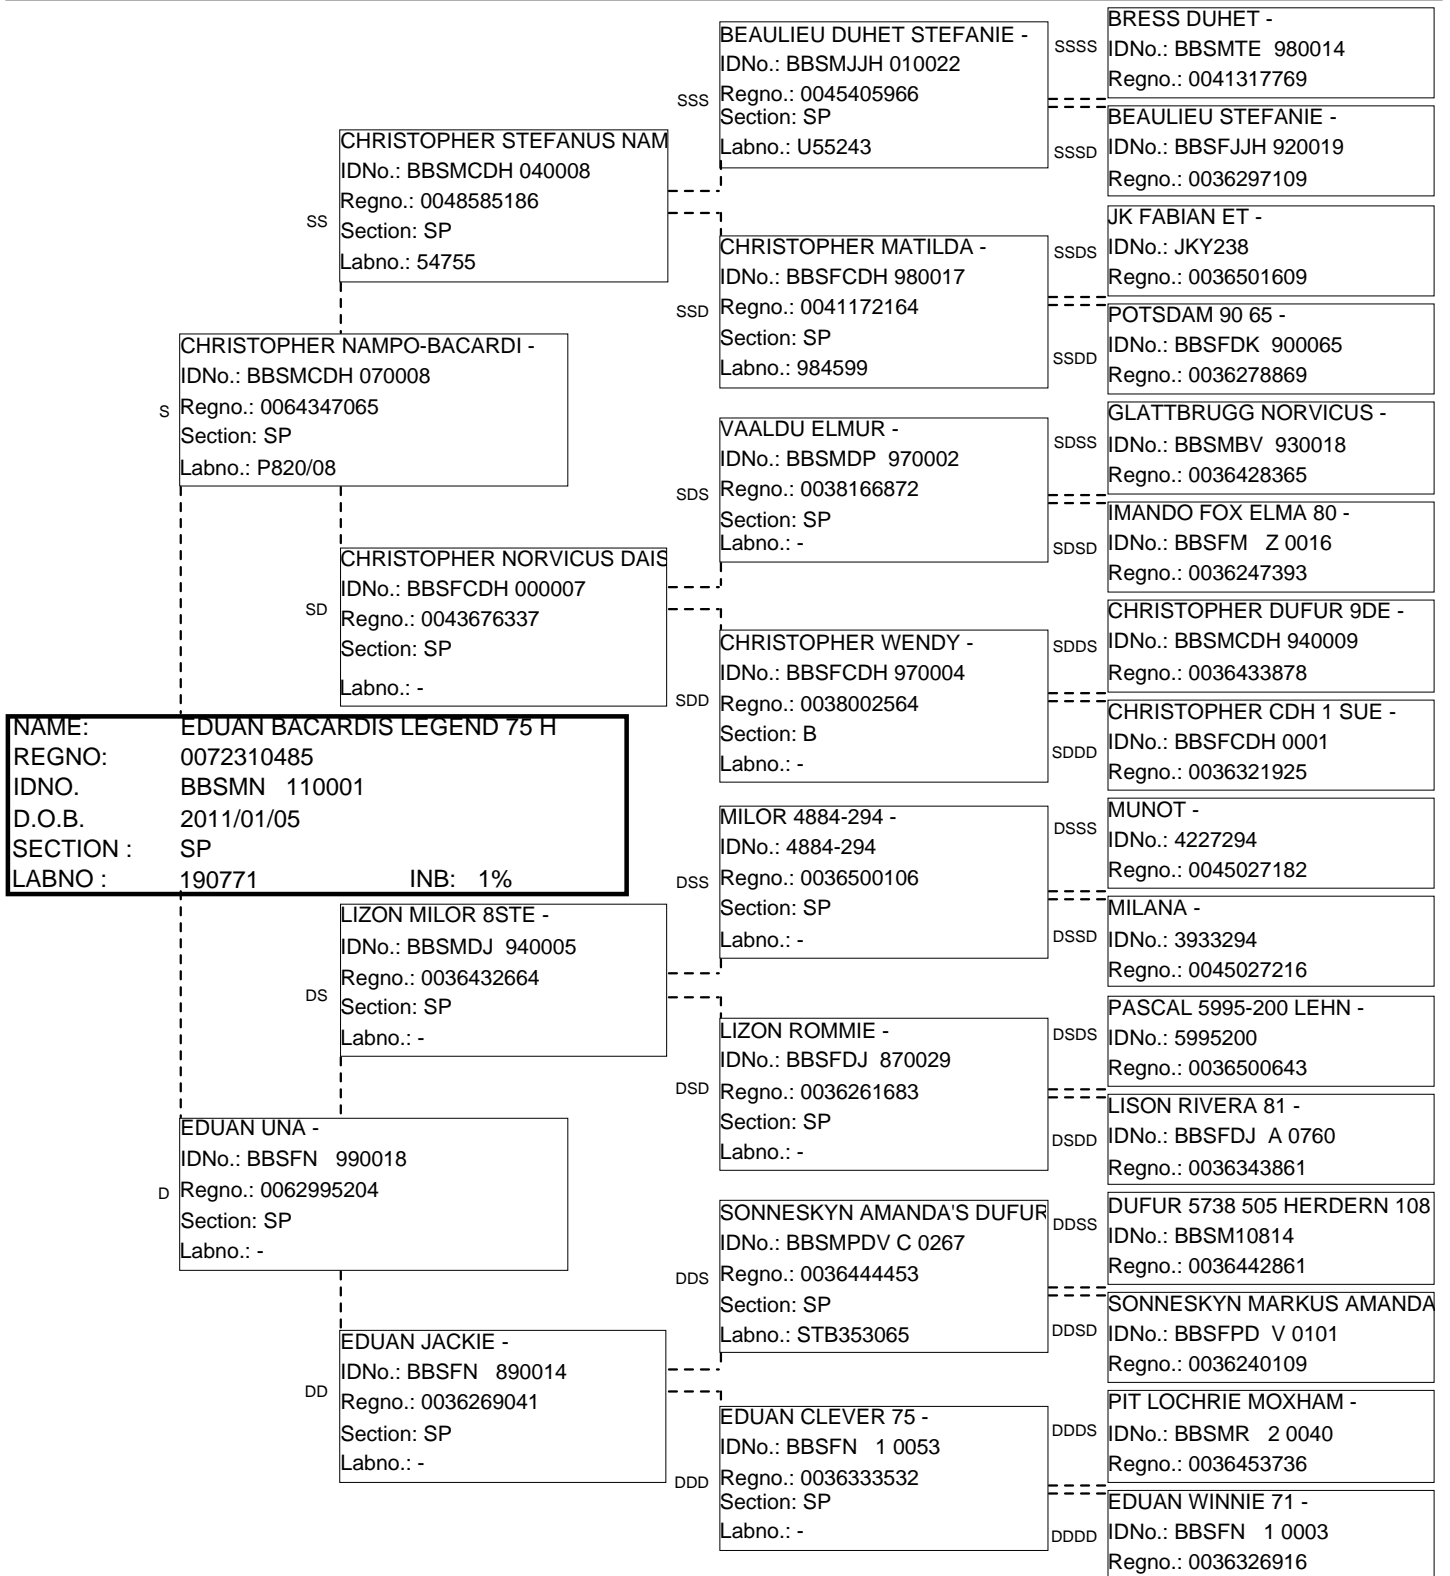 CHRISTOPHER STEFANUS NAM
IDNo.: BBSMCDH 040008
Regno.: 0048585186
SS
Section: SP
Labno.: 54755
CHRISTOPHER NAMPO-BACARDI -
IDNo.: BBSMCDH 070008
S
Regno.: 0064347065
Section: SP
Labno.: P820/08
CHRISTOPHER NORVICUS DAIS
IDNo.: BBSFCDH 000007
SD
Regno.: 0043676337
Section: SP
Labno.: -
NAME: EDUAN BACARDIS LEGEND 75 H
REGNO: 0072310485
IDNO. BBSMN 110001
D.O.B. 2011/01/05
SECTION : SP
LABNO : 190771 INB: 1%
LIZON MILOR 8STE -
IDNo.: BBSMDJ 940005
Regno.: 0036432664
DS
Section: SP
Labno.: -
EDUAN UNA -
IDNo.: BBSFN 990018
D
Regno.: 0062995204
Section: SP
Labno.: -
EDUAN JACKIE -
IDNo.: BBSFN 890014
DD
Regno.: 0036269041
Section: SP
Labno.: -
BEAULIEU DUHET STEFANIE -
IDNo.: BBSMJJH 010022
SSS
Regno.: 0045405966
Section: SP
Labno.: U55243
CHRISTOPHER MATILDA -
IDNo.: BBSFCDH 980017
SSD
Regno.: 0041172164
Section: SP
Labno.: 984599
VAALDU ELMUR -
IDNo.: BBSMDP 970002
SDS
Regno.: 0038166872
Section: SP
Labno.: -
CHRISTOPHER WENDY -
IDNo.: BBSFCDH 970004
SDD
Regno.: 0038002564
Section: B
Labno.: -
MILOR 4884-294 -
IDNo.: 4884-294
DSS
Regno.: 0036500106
Section: SP
Labno.: -
LIZON ROMMIE -
IDNo.: BBSFDJ 870029
DSD
Regno.: 0036261683
Section: SP
Labno.: -
SONNESKYN AMANDA'S DUFUR
IDNo.: BBSMPDV C 0267
DDS
Regno.: 0036444453
Section: SP
Labno.: STB353065
EDUAN CLEVER 75 -
IDNo.: BBSFN 1 0053
DDD
Regno.: 0036333532
Section: SP
Labno.: -
BRESS DUHET -
SSSS
IDNo.: BBSMTE 980014
Regno.: 0041317769
BEAULIEU STEFANIE -
SSSD
IDNo.: BBSFJJH 920019
Regno.: 0036297109
JK FABIAN ET -
SSDS
IDNo.: JKY238
Regno.: 0036501609
POTSDAM 90 65 -
SSDD
IDNo.: BBSFDK 900065
Regno.: 0036278869
GLATTBRUGG NORVICUS -
SDSS
IDNo.: BBSMBV 930018
Regno.: 0036428365
IMANDO FOX ELMA 80 -
SDSD
IDNo.: BBSFM Z 0016
Regno.: 0036247393
CHRISTOPHER DUFUR 9DE -
SDDS
IDNo.: BBSMCDH 940009
Regno.: 0036433878
CHRISTOPHER CDH 1 SUE -
SDDD
IDNo.: BBSFCDH 0001
Regno.: 0036321925
MUNOT -
DSSS
IDNo.: 4227294
Regno.: 0045027182
MILANA -
DSSD
IDNo.: 3933294
Regno.: 0045027216
PASCAL 5995-200 LEHN -
DSDS
IDNo.: 5995200
Regno.: 0036500643
LISON RIVERA 81 -
DSDD
IDNo.: BBSFDJ A 0760
Regno.: 0036343861
DUFUR 5738 505 HERDERN 108
DDSS
IDNo.: BBSM10814
Regno.: 0036442861
SONNESKYN MARKUS AMANDA
DDSD
IDNo.: BBSFPD V 0101
Regno.: 0036240109
PIT LOCHRIE MOXHAM -
DDDS
IDNo.: BBSMR 2 0040
Regno.: 0036453736
EDUAN WINNIE 71 -
DDDD
IDNo.: BBSFN 1 0003
Regno.: 0036326916